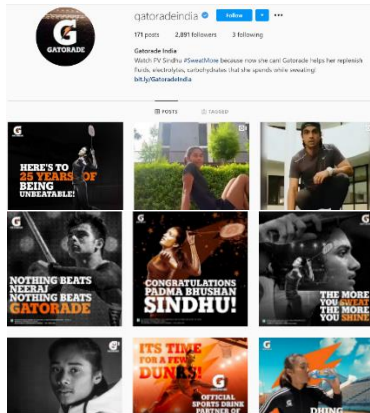 gatoradeindia
Follow
171 posts
2,891 followers
3 following
G
GATORADE
Gatorade India
Watch PV Sindhu #SweatMore because now she can! Gatorade helps her replenish
fluids, electrolytes, carbohydrates that she spends while sweating!
bit.ly/GatoradeIndia
POSTS
TAGGED
G
HERE'S TO
25 YEARS OF
BEING
UNBEATABLE!
G
NOTHING BEATS
NEERAJ
NOTHING BEATS
GATORADE
G
CONGRATULATIONS
PADMA BHUSHAN
SINDHU!
G
THE MORE
YOU SWEAT
THE MORE
YOU SHINE
G
ITS TIME
FOR A FEW
DUNKS!
G
OFFICIAL
SPORTS DRINK
PARTNER OF
G
DHING